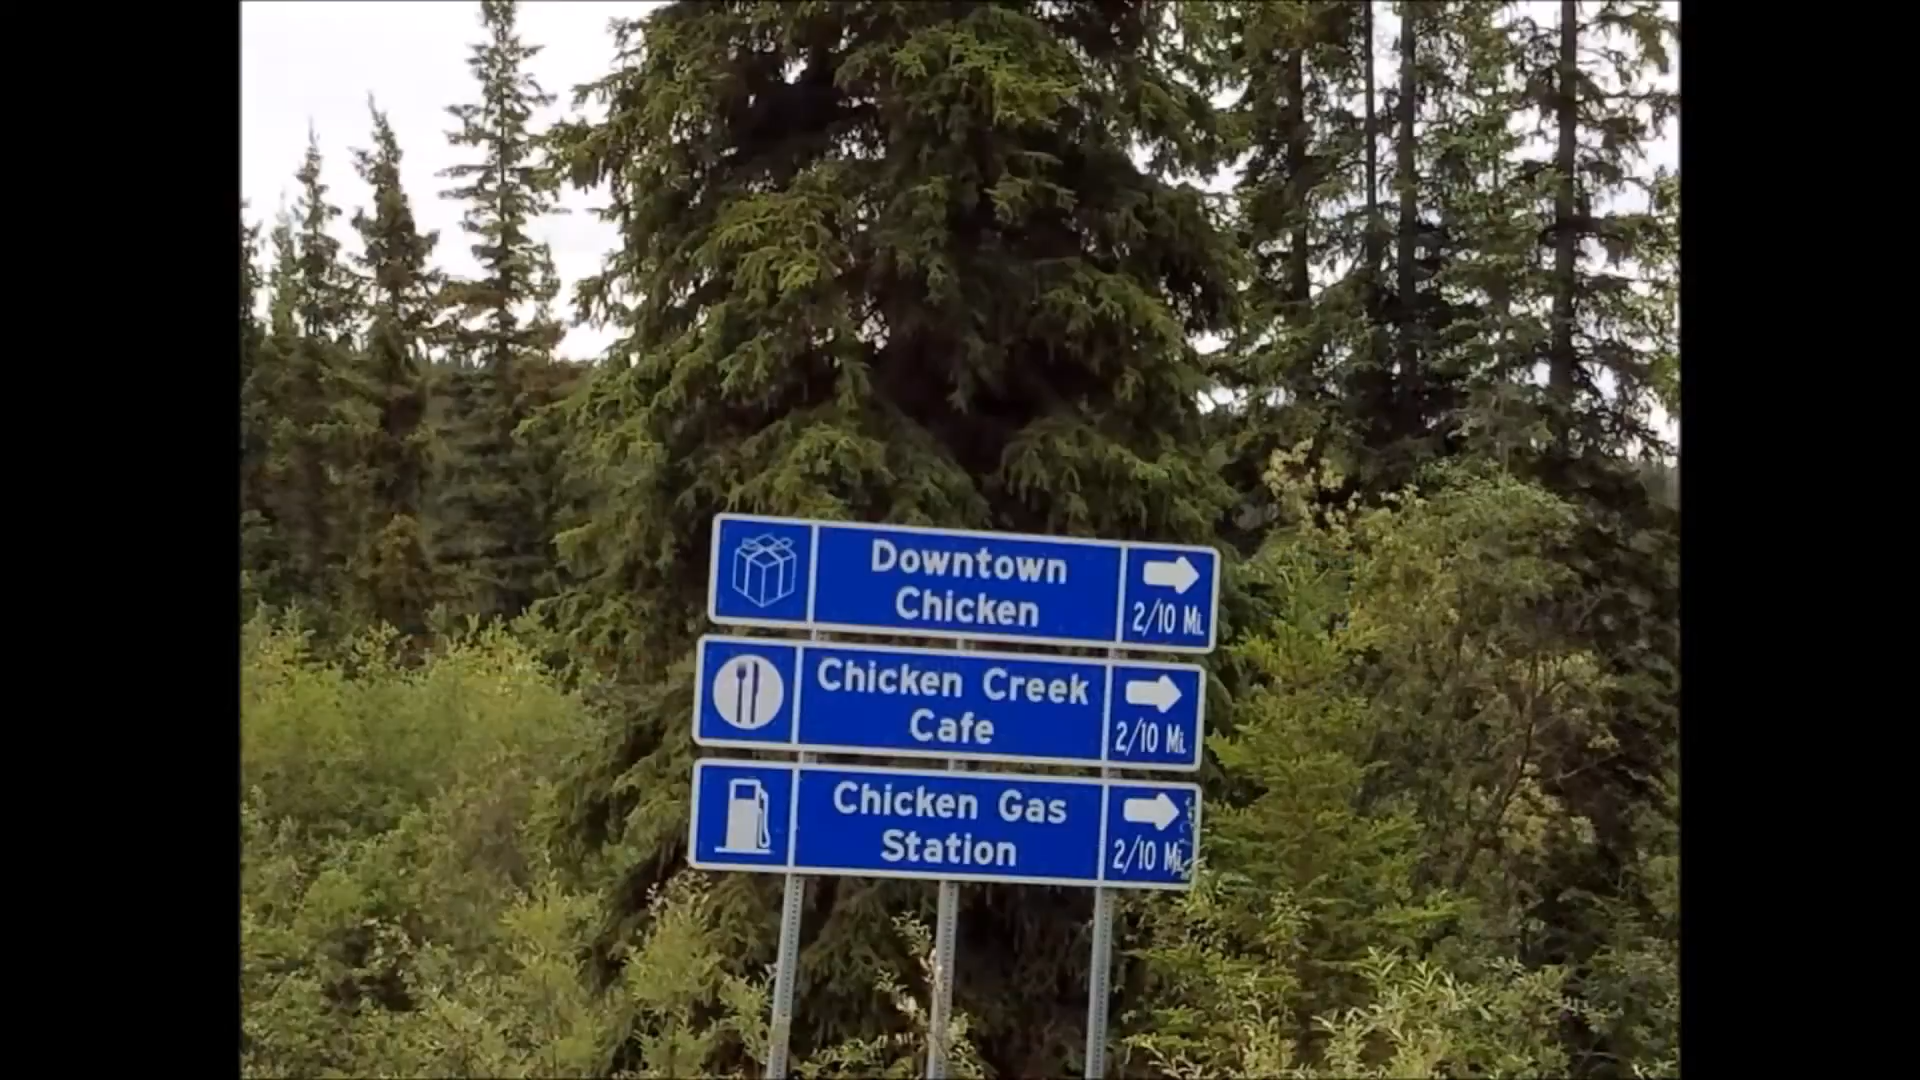 Downtown
Chicken
2/10 Mi.
Chicken Creek
Cafe
2/10 Mi.
Chicken Gas
Station
2/10 Mi.